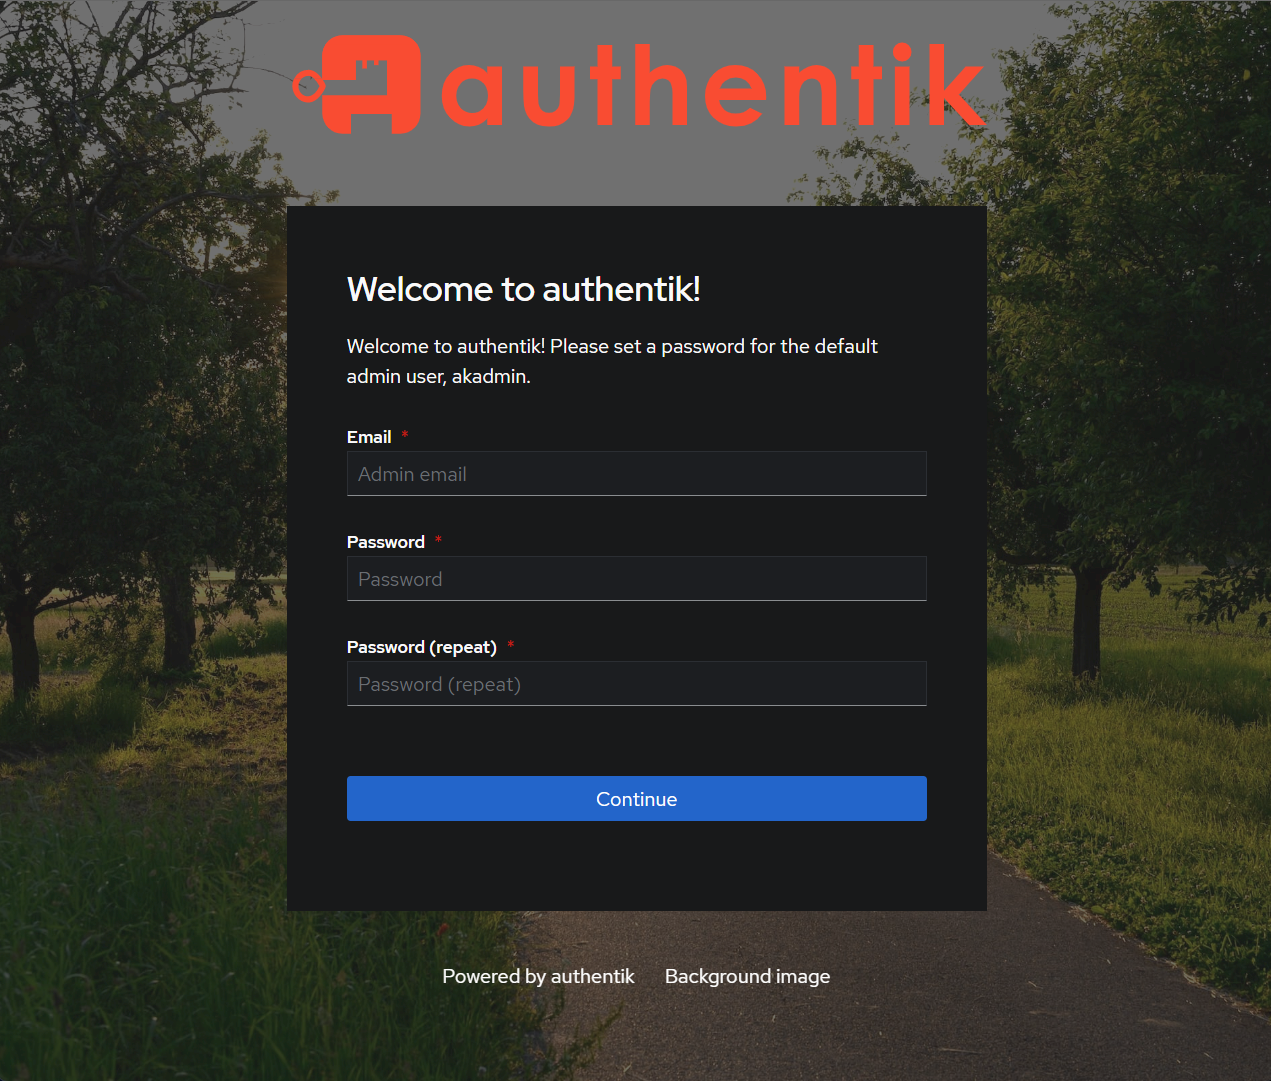 authentik
Welcome to authentik!
Welcome to authentik! Please set a password for the default
admin user, akadmin.
Email *
Admin email
Password *
Password
Password (repeat) *
Password (repeat)
Continue
Powered by authentik Background image